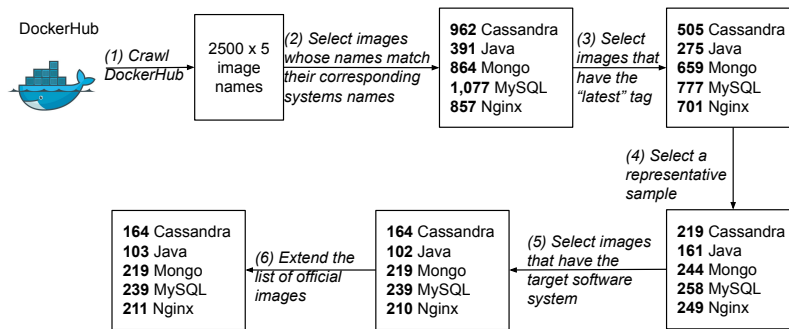 DockerHub
(1) Crawl
DockerHub
2500 x 5
image
names
(2) Select images
whose names match
their corresponding
systems names
962 Cassandra
391 Java
864 Mongo
1,077 MySQL
857 Nginx
(3) Select
images that
have the
“latest” tag
505 Cassandra
275 Java
659 Mongo
777 MySQL
701 Nginx
(4) Select a
representative
sample
219 Cassandra
161 Java
244 Mongo
258 MySQL
249 Nginx
(5) Select images
that have the
target software
system
164 Cassandra
102 Java
219 Mongo
239 MySQL
210 Nginx
(6) Extend the
list of official
images
164 Cassandra
103 Java
219 Mongo
239 MySQL
211 Nginx